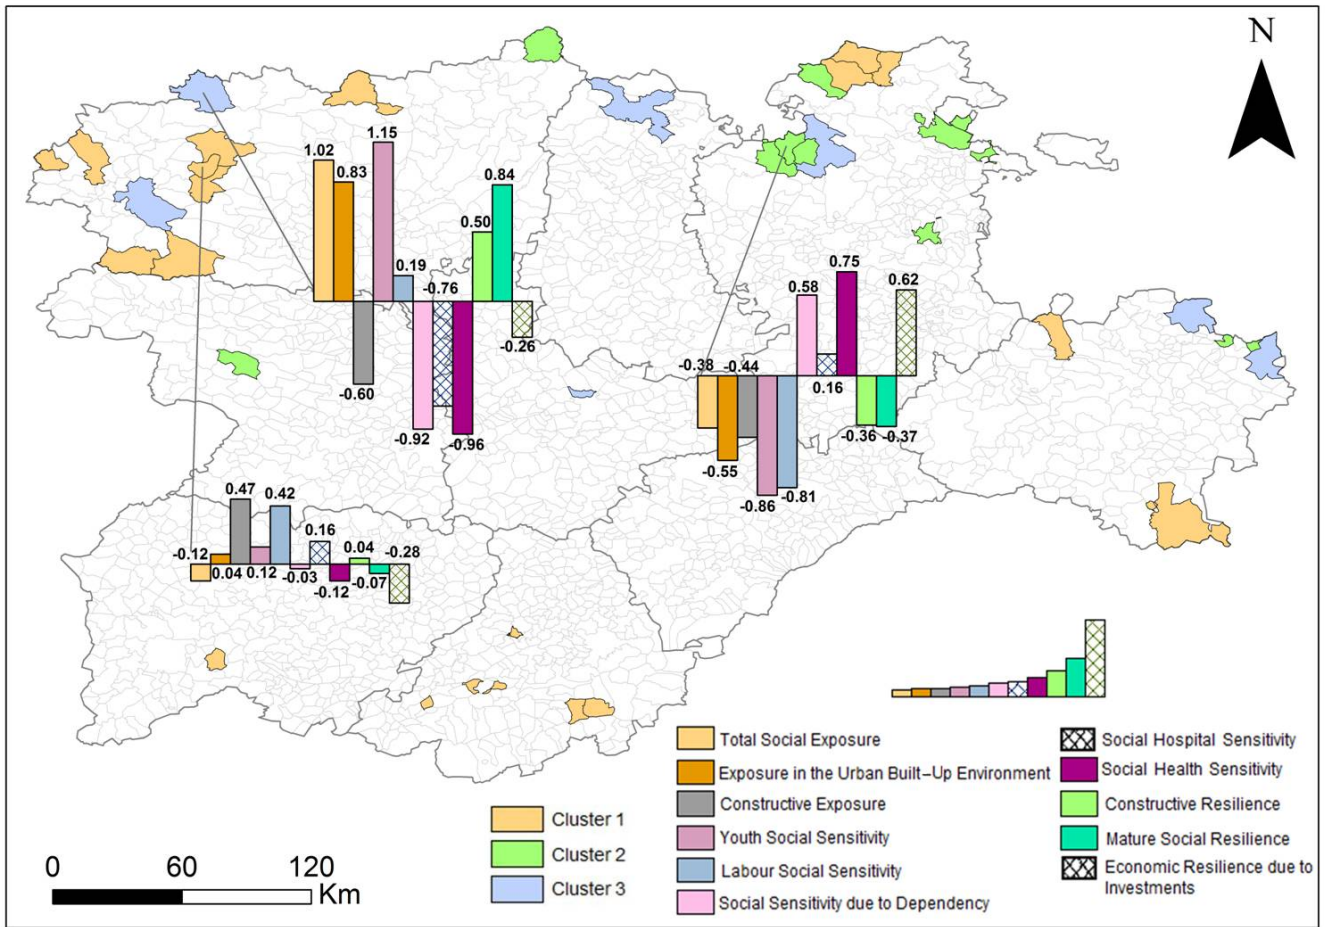 N
1.02
0.83
-0.60
1.15
0.19
-0.92
-0.76
-0.96
0.50
0.84
-0.26
-0.38
-0.55
-0.44
-0.86
-0.81
0.58
0.16
0.75
-0.36
-0.37
0.62
-0.12
0.04
0.47
0.12
0.42
-0.03
0.16
-0.12
0.04
-0.07
-0.28
0 60 120
Km
Cluster 1
Cluster 2
Cluster 3
Total Social Exposure
Exposure in the Urban Built–Up Environment
Constructive Exposure
Youth Social Sensitivity
Labour Social Sensitivity
Social Sensitivity due to Dependency
Social Hospital Sensitivity
Social Health Sensitivity
Constructive Resilience
Mature Social Resilience
Economic Resilience due to
Investments